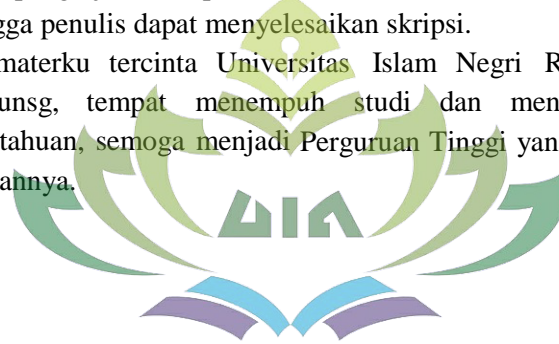 gga penulis dapat menyelesaikan skripsi.
materku tercinta Universitas Islam Negri R
unsg, tempat menempuh studi dan men
tahuan, semoga menjadi Perguruan Tinggi yan
annya.
UIN